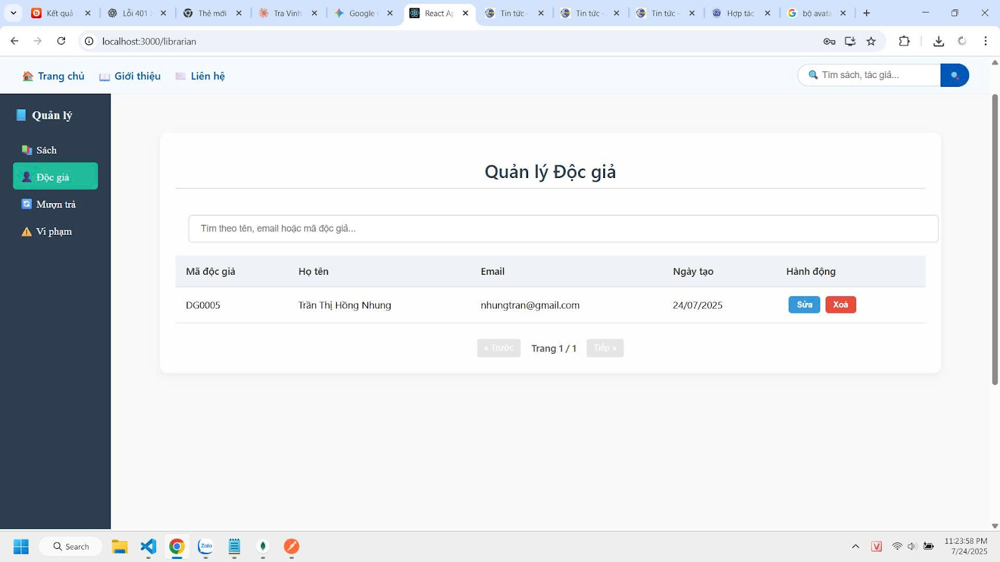 Kết quả
Lỗi 401
Thẻ mới
Tra Vinh
Google
React Ap
Tin tức -
Tin tức -
Tin tức -
Hợp tác
bộ avata
localhost:3000/librarian
Trang chủ
Giới thiệu
Liên hệ
Tìm sách, tác giả...
Quản lý
Sách
Độc giả
Mượn trả
Vi phạm
Quản lý Độc giả
Tìm theo tên, email hoặc mã độc giả...
Mã độc giả Họ tên Email Ngày tạo Hành động
DG0005 Trần Thị Hồng Nhung nhungtran@gmail.com 24/07/2025 Sửa Xoá
« Trước Trang 1 / 1 Tiếp »
Search
Zalo
V
11:23:58 PM
7/24/2025